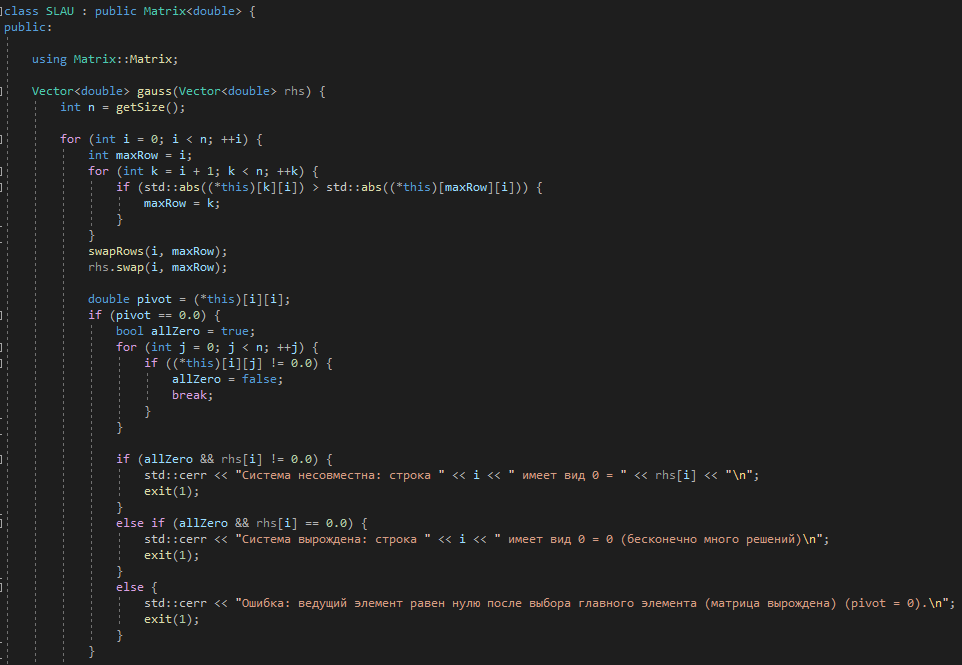 class SLAU : public Matrix<double> {
public:
using Matrix::Matrix;
Vector<double> gauss(Vector<double> rhs) {
int n = getSize();
for (int i = 0; i < n; ++i) {
int maxRow = i;
for (int k = i + 1; k < n; ++k) {
if (std::abs((*this)[k][i]) > std::abs((*this)[maxRow][i])) {
maxRow = k;
}
}
swapRows(i, maxRow);
rhs.swap(i, maxRow);
double pivot = (*this)[i][i];
if (pivot == 0.0) {
bool allZero = true;
for (int j = 0; j < n; ++j) {
if ((*this)[i][j] != 0.0) {
allZero = false;
break;
}
}
if (allZero && rhs[i] != 0.0) {
std::cerr << "Система несовместна: строка " << i << " имеет вид 0 = " << rhs[i] << "\n";
exit(1);
}
else if (allZero && rhs[i] == 0.0) {
std::cerr << "Система вырождена: строка " << i << " имеет вид 0 = 0 (бесконечно много решений)\n";
exit(1);
}
else {
std::cerr << "Ошибка: ведущий элемент равен нулю после выбора главного элемента (матрица вырождена) (pivot = 0).\n";
exit(1);
}
}